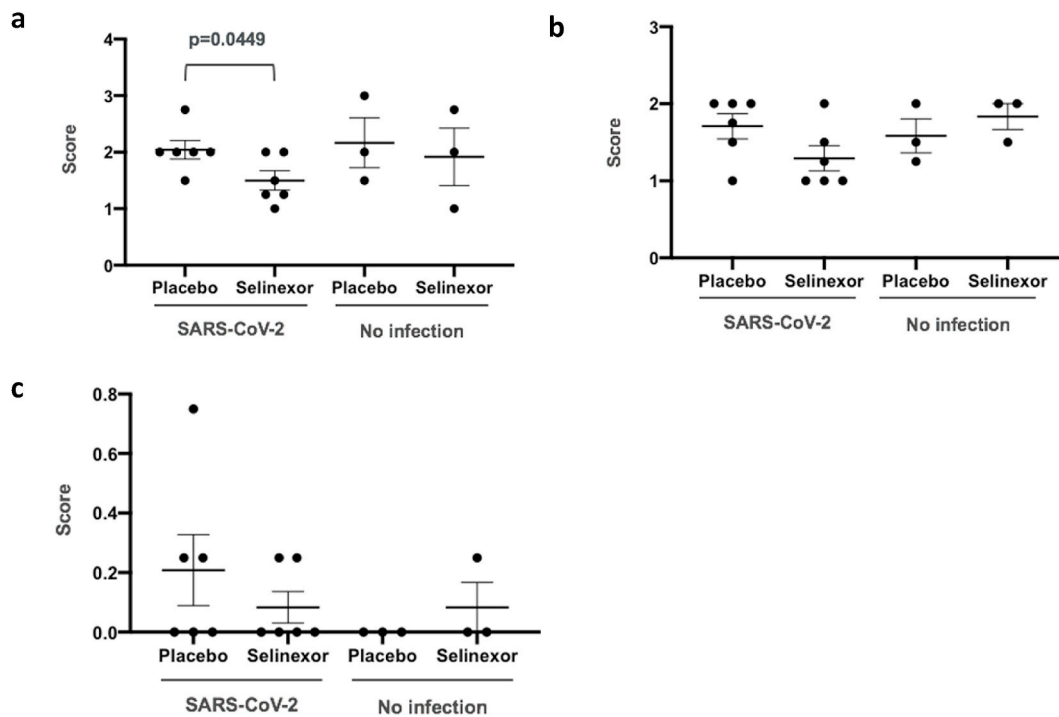 a
p=0.0449
4
3
2
1
0
Score
Placebo Selinexor Placebo Selinexor
SARS-CoV-2 No infection
b
3
2
1
0
Score
Placebo Selinexor Placebo Selinexor
SARS-CoV-2 No infection
c
0.8
0.6
0.4
0.2
0.0
Score
Placebo Selinexor Placebo Selinexor
SARS-CoV-2 No infection